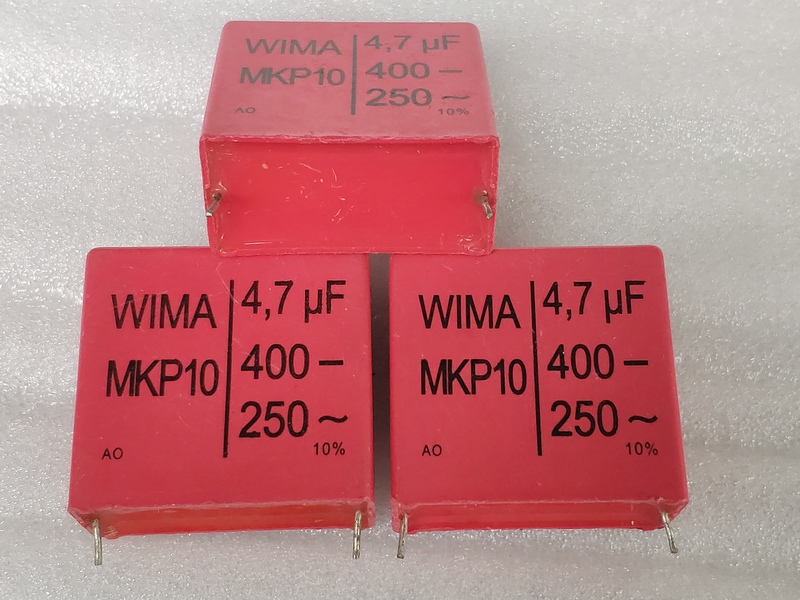 WIMA 4,7 µF
MKP10 400 –
250 ~
AO 10%
WIMA 4,7 µF
MKP10 400 –
250 ~
AO 10%
WIMA 4,7 µF
MKP10 400 –
250 ~
AO 10%